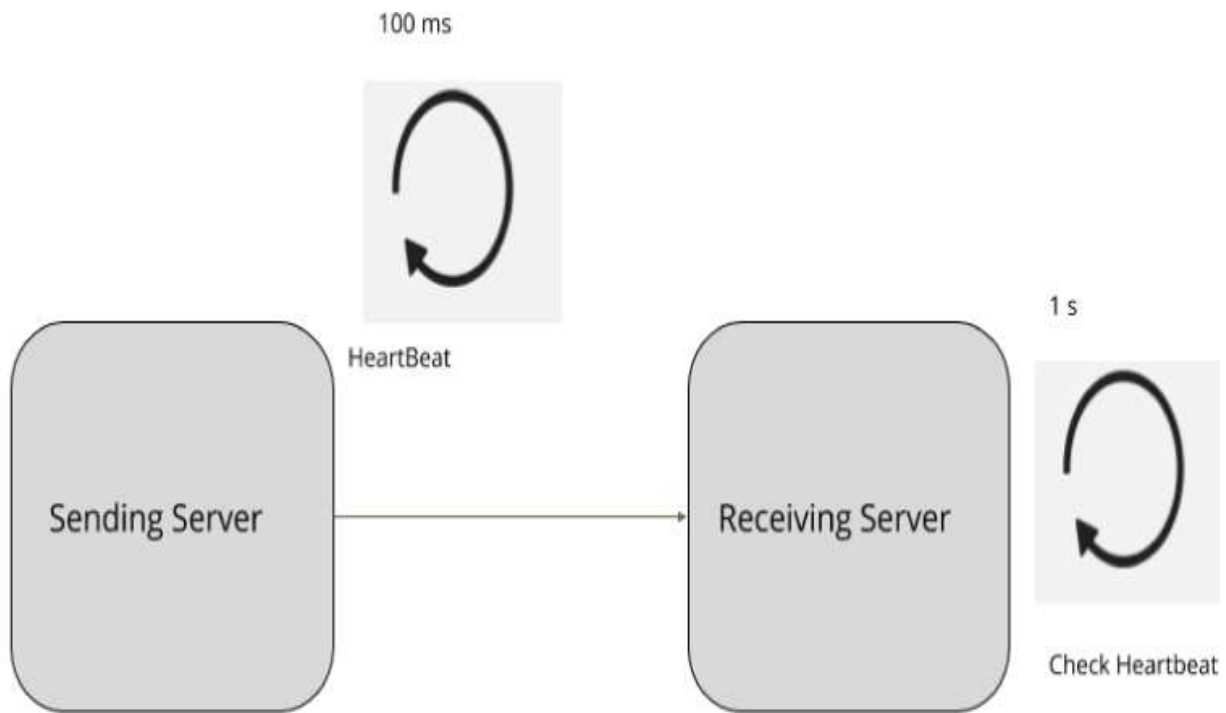 100 ms
HeartBeat
1 s
Sending Server
Receiving Server
Check Heartbeat